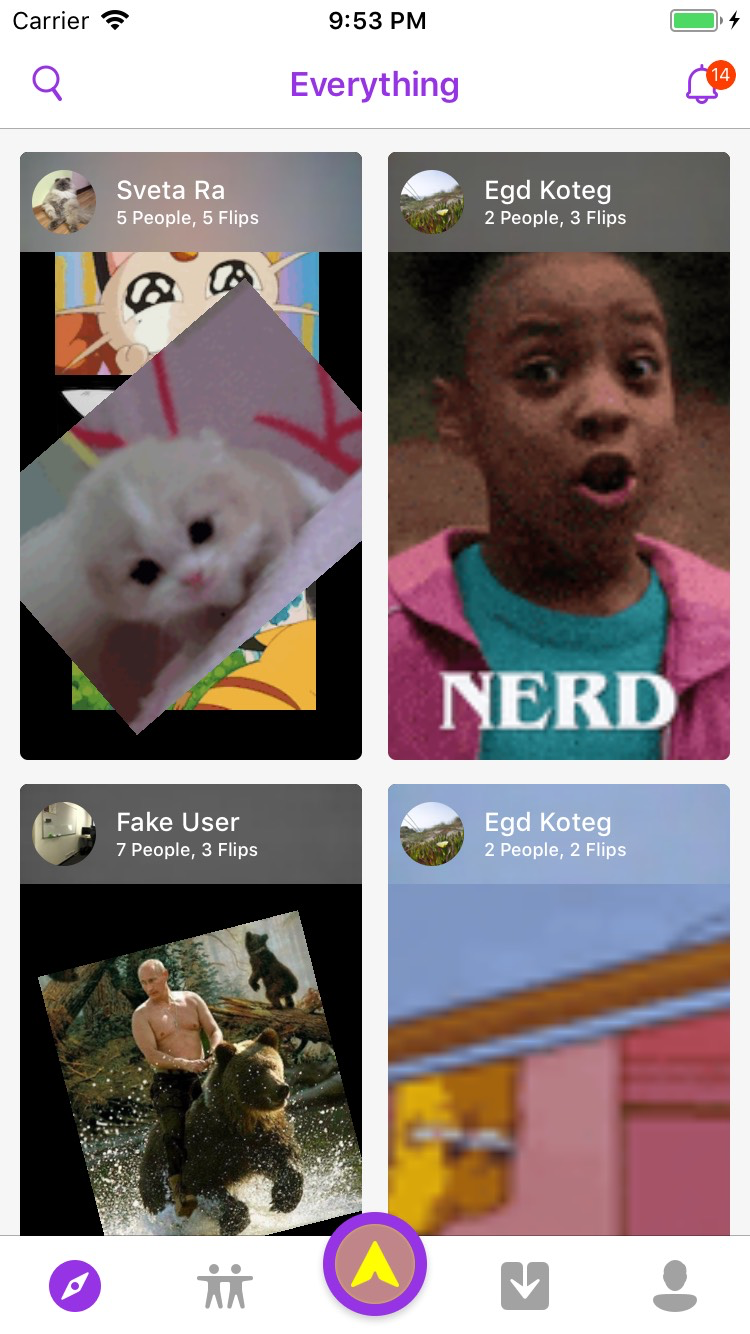 Carrier 9:53 PM
Everything
14
Sveta Ra
5 People, 5 Flips
Egd Koteg
2 People, 3 Flips
NERD
Fake User
7 People, 3 Flips
Egd Koteg
2 People, 2 Flips